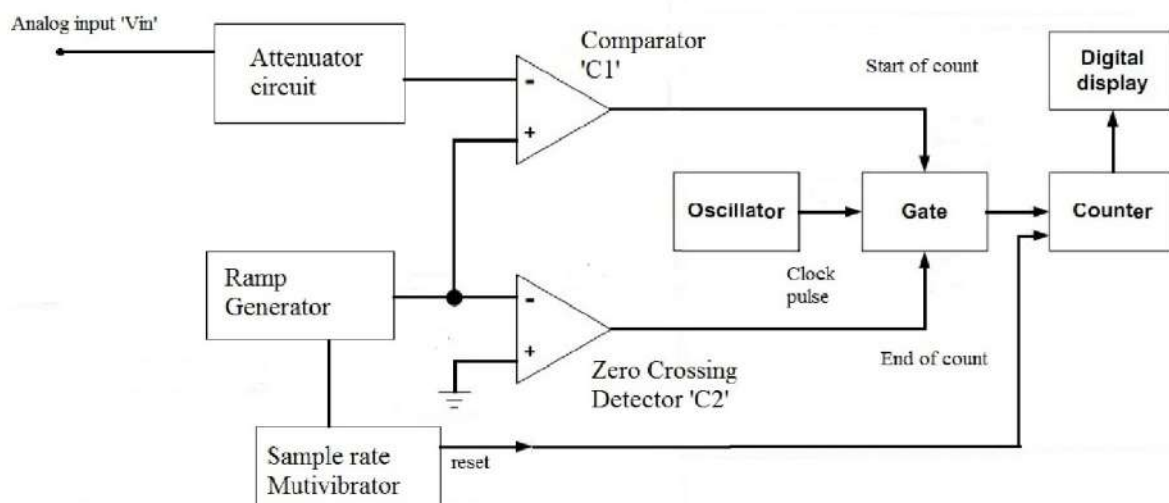 Analog input 'Vin'
Attenuator
circuit
-
+
Comparator
'C1'
Start of count
Digital
display
Oscillator
Gate
Counter
Clock
pulse
Ramp
Generator
-
+
Zero Crossing
Detector 'C2'
End of count
Sample rate
Mutivibrator
reset